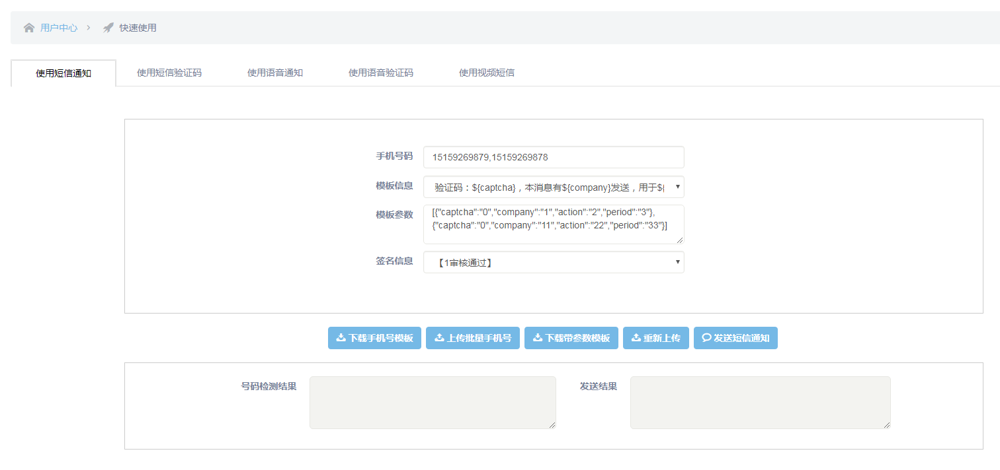 用户中心 > 快速使用
使用短信通知 使用短信验证码 使用语音通知 使用语音验证码 使用视频短信
手机号码 15159269879,15159269878
模板信息 验证码：${captcha}，本消息有${company}发送，用于${
模板参数 [{"captcha":"0","company":"1","action":"2","period":"3"},
{"captcha":"0","company":"11","action":"22","period":"33"}]
签名信息 【1审核通过】
下载手机号模板 上传批量手机号 下载带参数模板 重新上传 发送短信通知
号码检测结果 发送结果